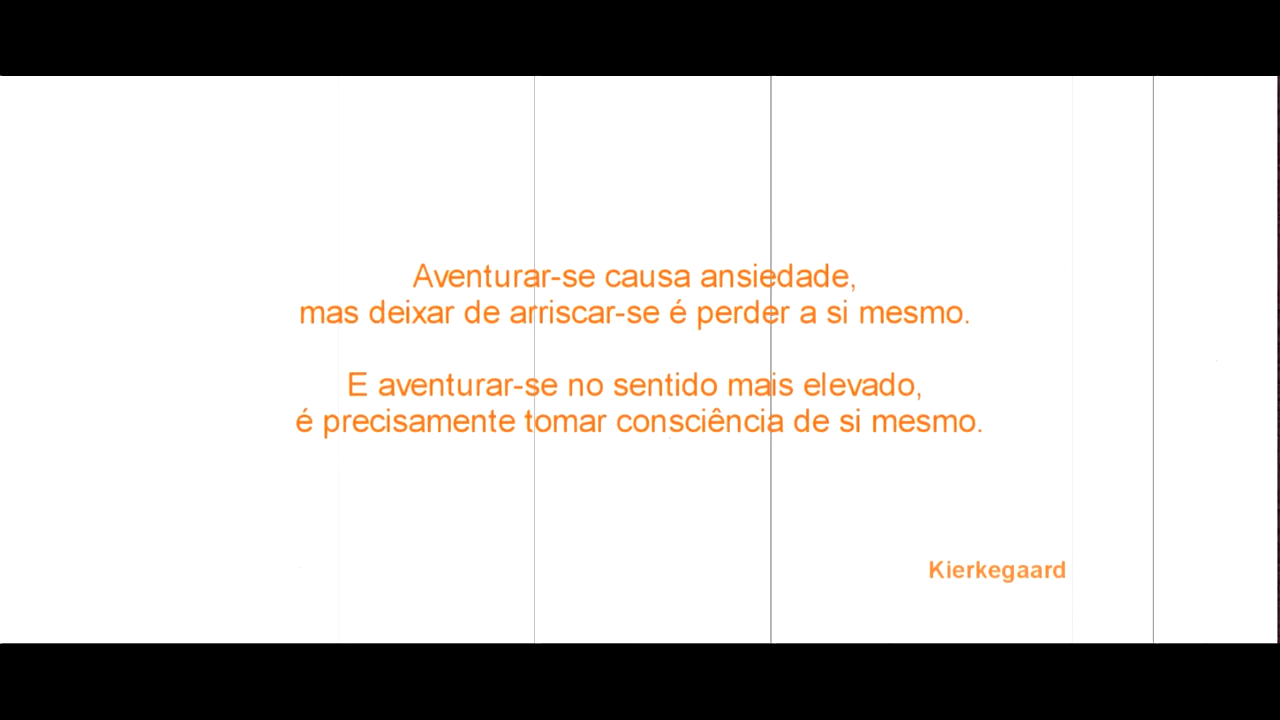 Aventurar-se causa ansiedade,
mas deixar de arriscar-se é perder a si mesmo.
E aventurar-se no sentido mais elevado,
é precisamente tomar consciência de si mesmo.
Kierkegaard